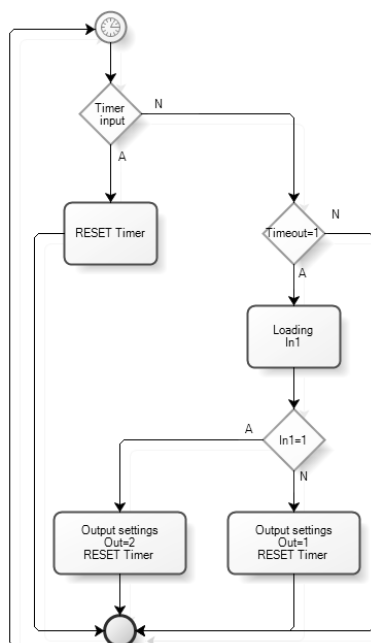 Timer
input
N
A
RESET Timer
Timeout=1
N
A
Loading
In1
In1=1
A
N
Output settings
Out=2
RESET Timer
Output settings
Out=1
RESET Timer